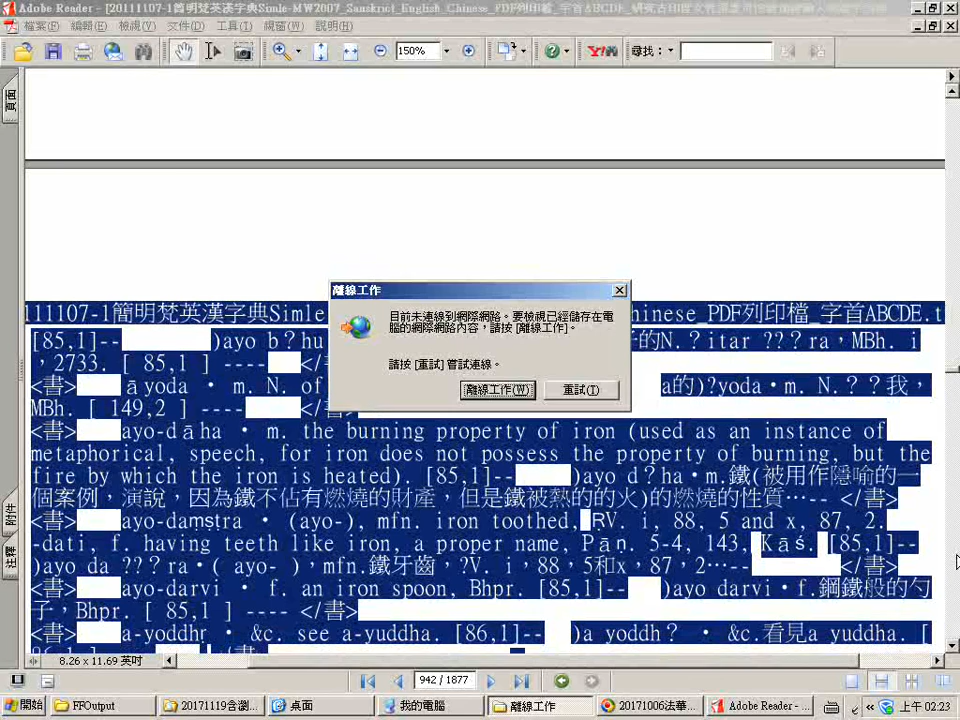 Adobe Reader - [20111107-1簡明梵英漢字典Simle-MW2007_Sanskrit_English_Chinese_PDF列印檔_字首ABCDE_
檔案(F) 編輯(E) 檢視(V) 文件(D) 工具(T) 視窗(W) 說明(H)
150% Y! 尋找：
頁面
附件
注釋
111107-1簡明梵英漢字典Simle
hinese_PDF列印檔_字首ABCDE.t
[85,1]-- )ayo b？hu 的N.？itar ???ra，MBh. i
，2733. [ 85,1 ] ---- </
<書> āyoda ‧ m. N. of a的)?yoda‧m. N.？？我，
MBh. [ 149,2 ] ---- </書>
<書> ayo-dāha ‧ m. the burning property of iron (used as an instance of
metaphorical, speech, for iron does not possess the property of burning, but the
fire by which the iron is heated). [85,1]-- )ayo d？ha‧m.鐵(被用作隱喻的一
個案例，演說，因為鐵不佔有燃燒的財產，但是鐵被熱的的火)的燃燒的性質…-- </書>
<書> ayo-daṃṣṭra ‧ (ayo-), mfn. iron toothed, RV. i, 88, 5 and x, 87, 2.
-dati, f. having teeth like iron, a proper name, Pāṇ. 5-4, 143, Kāś. [85,1]--
)ayo da ???ra‧( ayo- )，mfn.鐵牙齒，?V. i，88，5和x，87，2…-- </書>
<書> ayo-darvi ‧ f. an iron spoon, Bhpr. [85,1]-- )ayo darvi‧f.鋼鐵般的勺
子，Bhpr. [ 85,1 ] ---- </書>
<書> a-yoddhṛ ‧ &c. see a-yuddha. [86,1]-- )a yoddh？ ‧ &c.看見a yuddha. [
離線工作
目前未連線到網際網路。要檢視已經儲存在電
腦的網際網路內容，請按 [離線工作]。
請按 [重試] 嘗試連線。
離線工作(W) 重試(T)
8.26 x 11.69 英吋
942 / 1877
開始 FFOutput 20171119含瀏... 桌面 我的電腦 離線工作 20171006法華... Adobe Reader - ... 上午 02:23